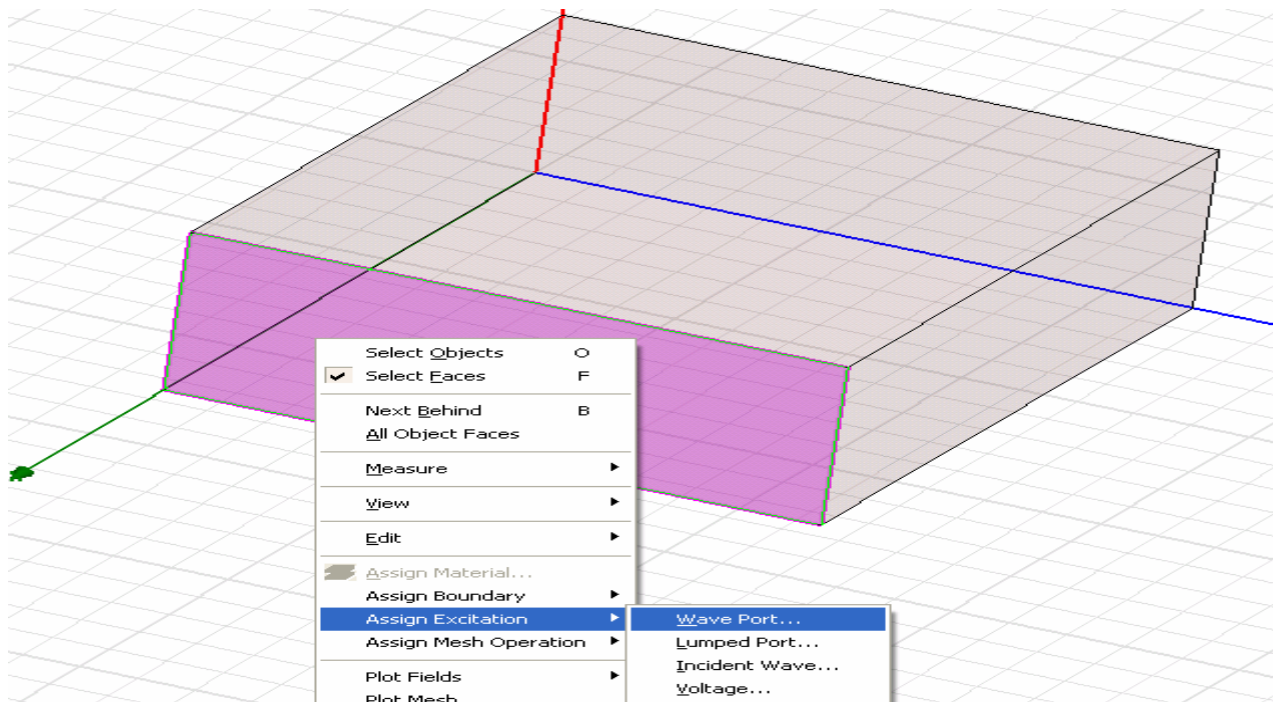 Select Objects O
Select Faces F
Next Behind B
All Object Faces
Measure
View
Edit
Assign Material...
Assign Boundary
Assign Excitation
Assign Mesh Operation
Plot Fields
Plot Mesh
Wave Port...
Lumped Port...
Incident Wave...
Voltage...